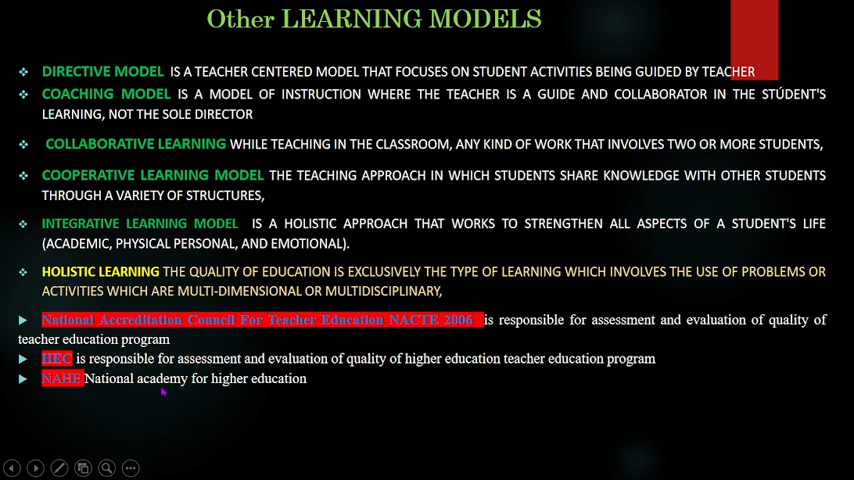 Other LEARNING MODELS
DIRECTIVE MODEL IS A TEACHER CENTERED MODEL THAT FOCUSES ON STUDENT ACTIVITIES BEING GUIDED BY TEACHER
COACHING MODEL IS A MODEL OF INSTRUCTION WHERE THE TEACHER IS A GUIDE AND COLLABORATOR IN THE STÚDENT'S
LEARNING, NOT THE SOLE DIRECTOR
COLLABORATIVE LEARNING WHILE TEACHING IN THE CLASSROOM, ANY KIND OF WORK THAT INVOLVES TWO OR MORE STUDENTS,
COOPERATIVE LEARNING MODEL THE TEACHING APPROACH IN WHICH STUDENTS SHARE KNOWLEDGE WITH OTHER STUDENTS
THROUGH A VARIETY OF STRUCTURES,
INTEGRATIVE LEARNING MODEL IS A HOLISTIC APPROACH THAT WORKS TO STRENGTHEN ALL ASPECTS OF A STUDENT'S LIFE
(ACADEMIC, PHYSICAL PERSONAL, AND EMOTIONAL).
HOLISTIC LEARNING THE QUALITY OF EDUCATION IS EXCLUSIVELY THE TYPE OF LEARNING WHICH INVOLVES THE USE OF PROBLEMS OR
ACTIVITIES WHICH ARE MULTI-DIMENSIONAL OR MULTIDISCIPLINARY,
National Accreditation Council For Teacher Education NACTE 2006 is responsible for assessment and evaluation of quality of
teacher education program
HEC is responsible for assessment and evaluation of quality of higher education teacher education program
NAHE National academy for higher education